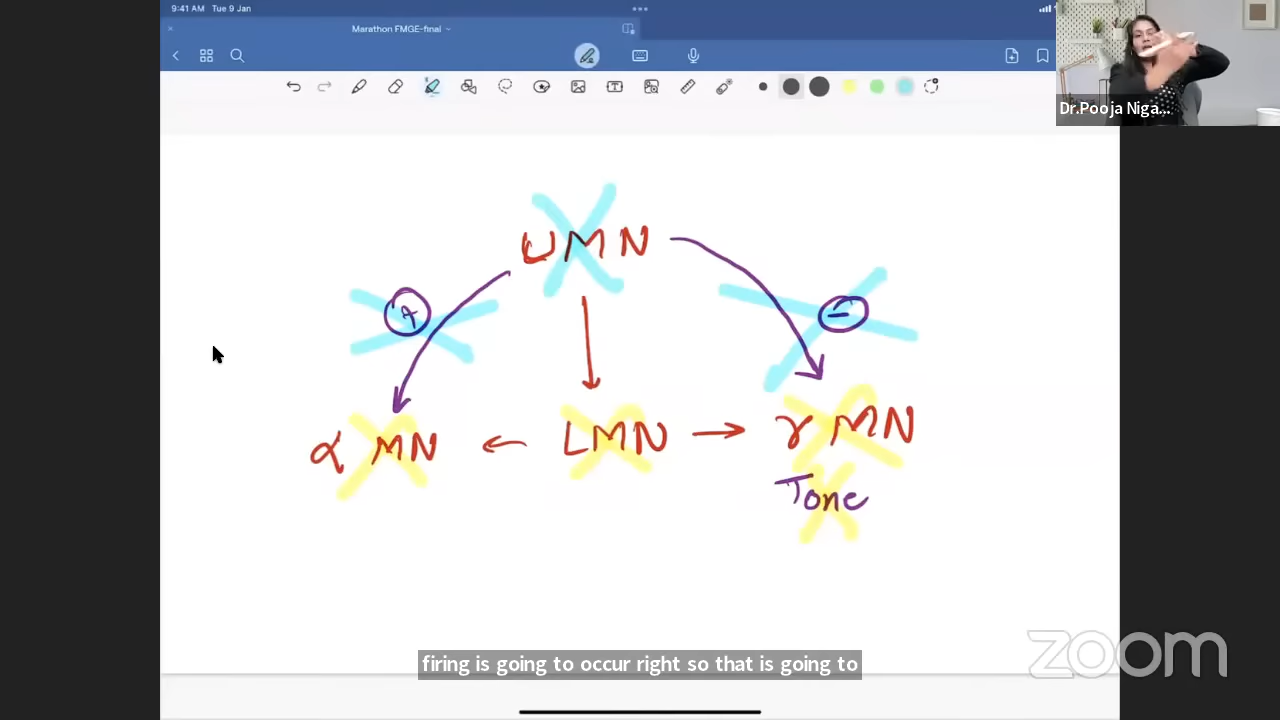 9:41 AM Tue 9 Jan
Marathon FMGE-final
Dr.Pooja Niga...
UMN
+
−
α MN ← LMN → γ MN
Tone
firing is going to occur right so that is going to
zoom